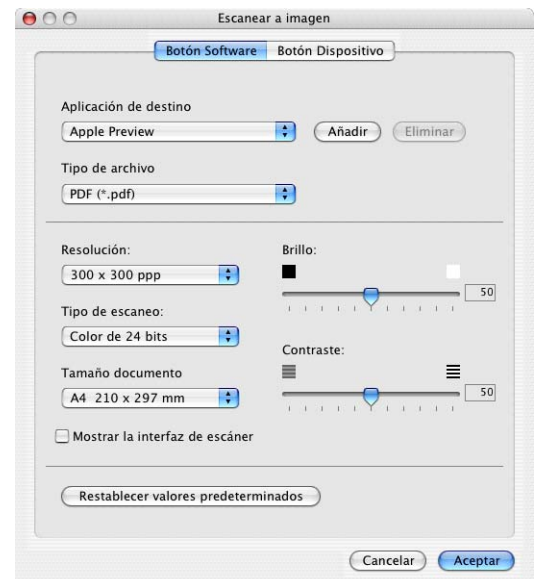 Escanear a imagen
Botón Software Botón Dispositivo
Aplicación de destino
Apple Preview Añadir Eliminar
Tipo de archivo
PDF (*.pdf)
Resolución: Brillo:
300 x 300 ppp 50
Tipo de escaneo:
Color de 24 bits
Contraste:
Tamaño documento
A4 210 x 297 mm 50
Mostrar la interfaz de escáner
Restablecer valores predeterminados
Cancelar Aceptar